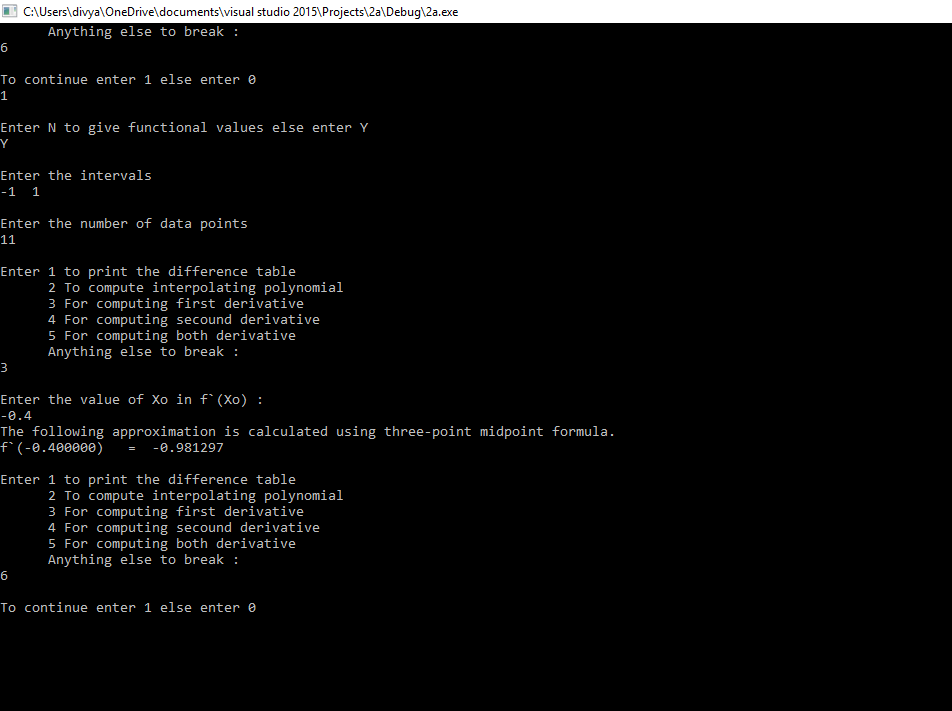 C:\Users\divya\OneDrive\documents\visual studio 2015\Projects\2a\Debug\2a.exe
Anything else to break :
6
To continue enter 1 else enter 0
1
Enter N to give functional values else enter Y
Y
Enter the intervals
-1  1
Enter the number of data points
11
Enter 1 to print the difference table
2 To compute interpolating polynomial
3 For computing first derivative
4 For computing secound derivative
5 For computing both derivative
Anything else to break :
3
Enter the value of Xo in f`(Xo) :
-0.4
The following approximation is calculated using three-point midpoint formula.
f`(-0.400000)   =  -0.981297
Enter 1 to print the difference table
2 To compute interpolating polynomial
3 For computing first derivative
4 For computing secound derivative
5 For computing both derivative
Anything else to break :
6
To continue enter 1 else enter 0